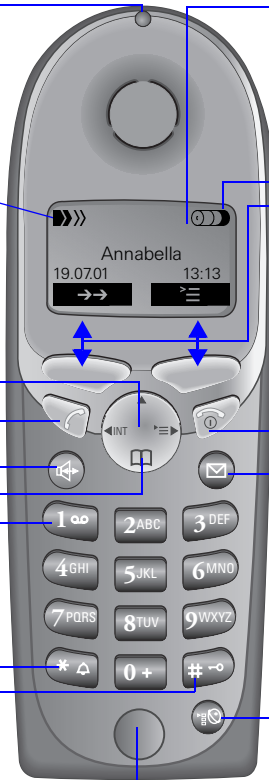 Annabella
19.07.01 13:13
INT
1 2ABC 3DEF
4GHI 5JKL 6MNO
7PQRS 8TUV 9WXYZ
* 0 + #